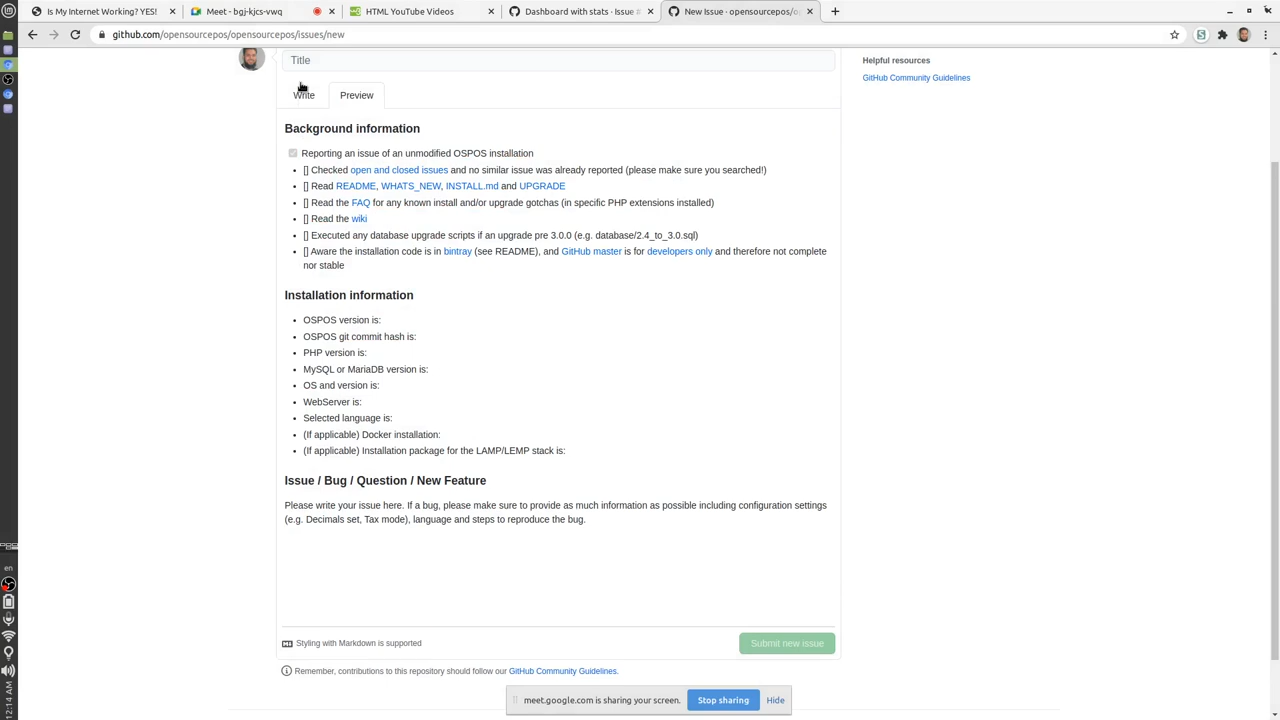 Is My Internet Working? YES!
Meet - bgj-kjcs-vwq
HTML YouTube Videos
Dashboard with stats · Issue #
New Issue · opensourcepos/op
github.com/opensourcepos/opensourcepos/issues/new
Title
Helpful resources
GitHub Community Guidelines
Write
Preview
Background information
Reporting an issue of an unmodified OSPOS installation
[] Checked open and closed issues and no similar issue was already reported (please make sure you searched!)
[] Read README, WHATS_NEW, INSTALL.md and UPGRADE
[] Read the FAQ for any known install and/or upgrade gotchas (in specific PHP extensions installed)
[] Read the wiki
[] Executed any database upgrade scripts if an upgrade pre 3.0.0 (e.g. database/2.4_to_3.0.sql)
[] Aware the installation code is in bintray (see README), and GitHub master is for developers only and therefore not complete
nor stable
Installation information
OSPOS version is:
OSPOS git commit hash is:
PHP version is:
MySQL or MariaDB version is:
OS and version is:
WebServer is:
Selected language is:
(If applicable) Docker installation:
(If applicable) Installation package for the LAMP/LEMP stack is:
Issue / Bug / Question / New Feature
Please write your issue here. If a bug, please make sure to provide as much information as possible including configuration settings
(e.g. Decimals set, Tax mode), language and steps to reproduce the bug.
Styling with Markdown is supported
Submit new issue
Remember, contributions to this repository should follow our GitHub Community Guidelines.
meet.google.com is sharing your screen.
Stop sharing
Hide
en
12:14 AM